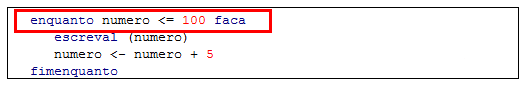 enquanto numero <= 100 faca
escreval (numero)
numero <- numero + 5
fimenquanto